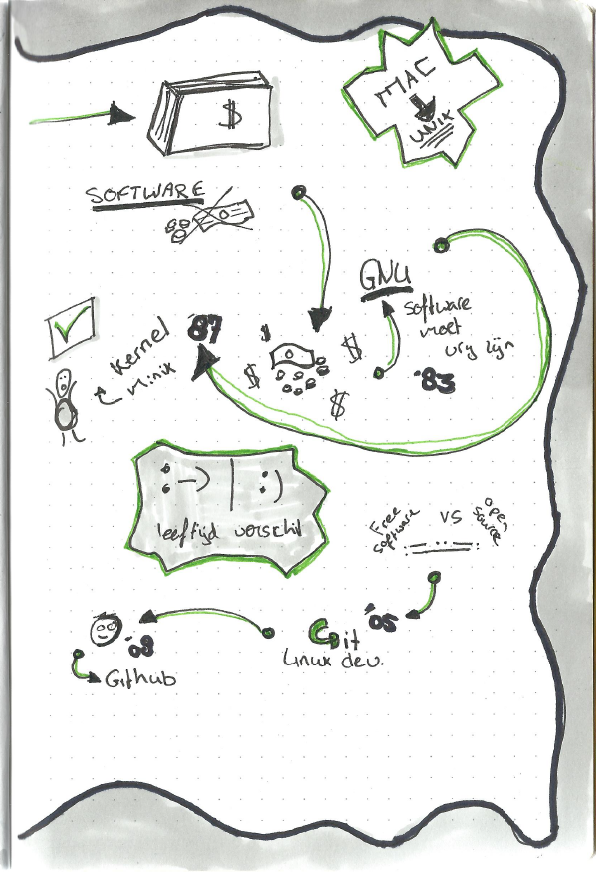 $
MAC
UNIX
SOFTWARE
GNU
software
moet
vrij zijn
'83
'87
Kernel
Minix
$
$
$
$
:-) | :)
leeftijd verschil
Free
software
vs
open
source
'05
Git
Linux dev.
'08
Github